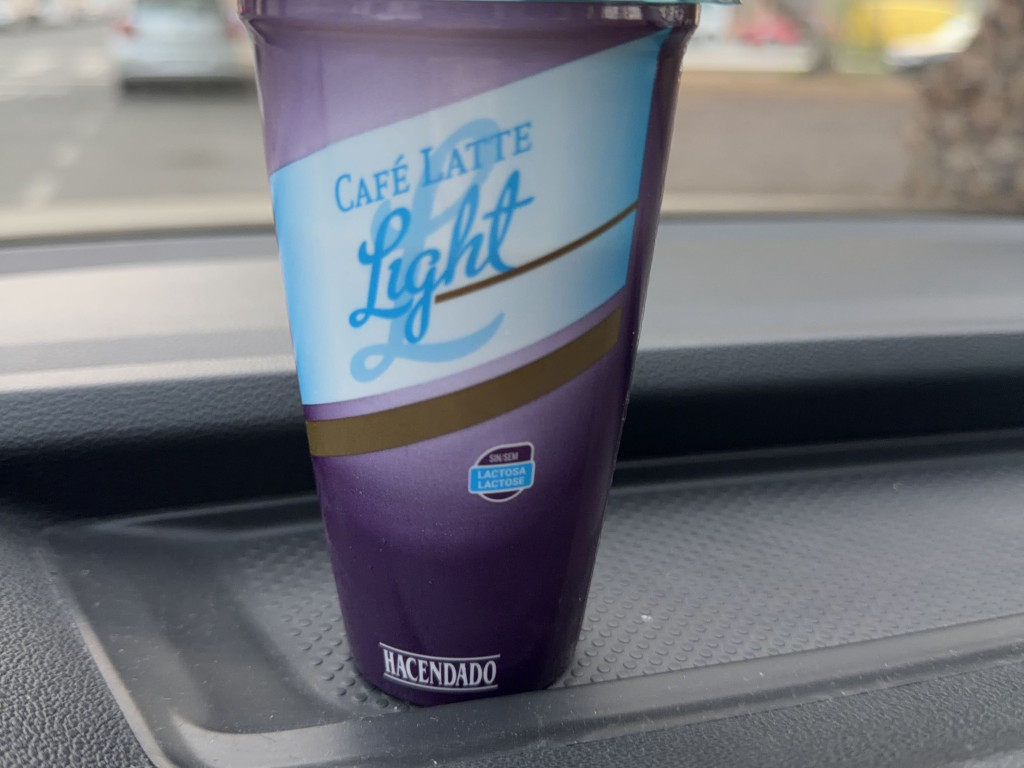 CAFÉ LATTE
Light
SIN/SEM
LACTOSA
LACTOSE
HACENDADO